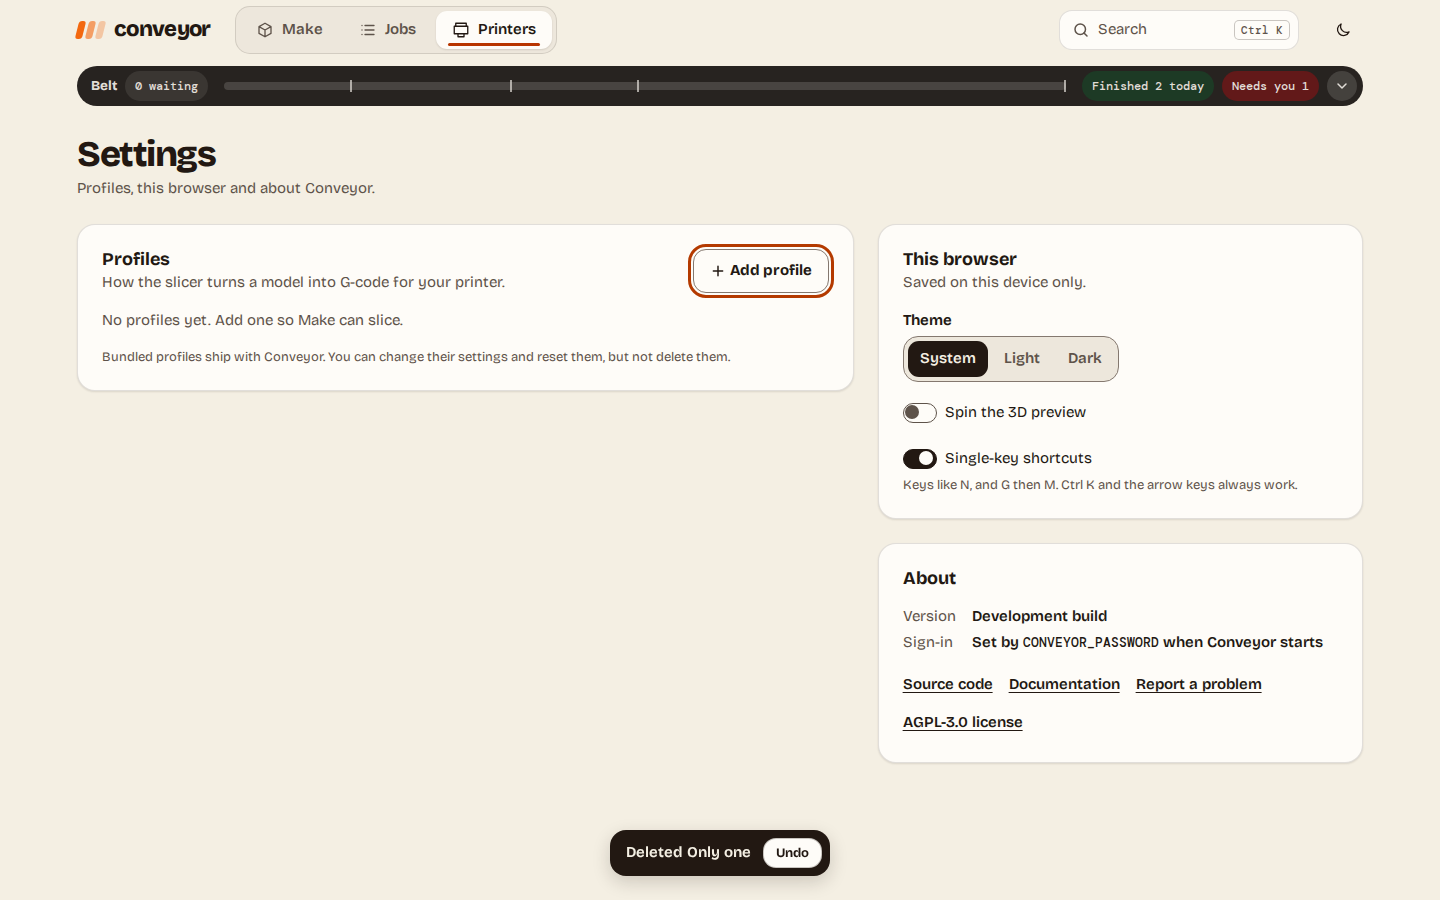 conveyor
Make
Jobs
Printers
Search
Ctrl K
Belt
0 waiting
Finished 2 today
Needs you 1
Settings
Profiles, this browser and about Conveyor.
Profiles
How the slicer turns a model into G-code for your printer.
Add profile
No profiles yet. Add one so Make can slice.
Bundled profiles ship with Conveyor. You can change their settings and reset them, but not delete them.
This browser
Saved on this device only.
Theme
System
Light
Dark
Spin the 3D preview
Single-key shortcuts
Keys like N, and G then M. Ctrl K and the arrow keys always work.
About
Version Development build
Sign-in Set by CONVEYOR_PASSWORD when Conveyor starts
Source code Documentation Report a problem
AGPL-3.0 license
Deleted Only one
Undo